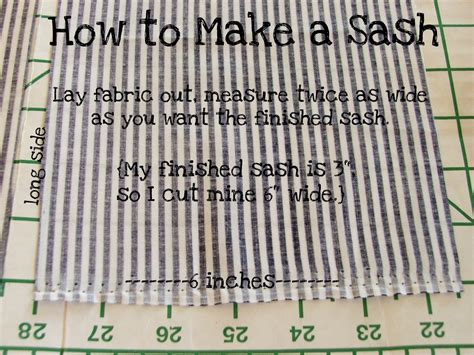 How to Make a Sash
Lay fabric out, measure twice as wide
as you want the finished sash.
long side
{My finished sash is 3",
so I cut mine 6" wide.}
--------6 inches--------
28 27 26 25 24 23 22 21